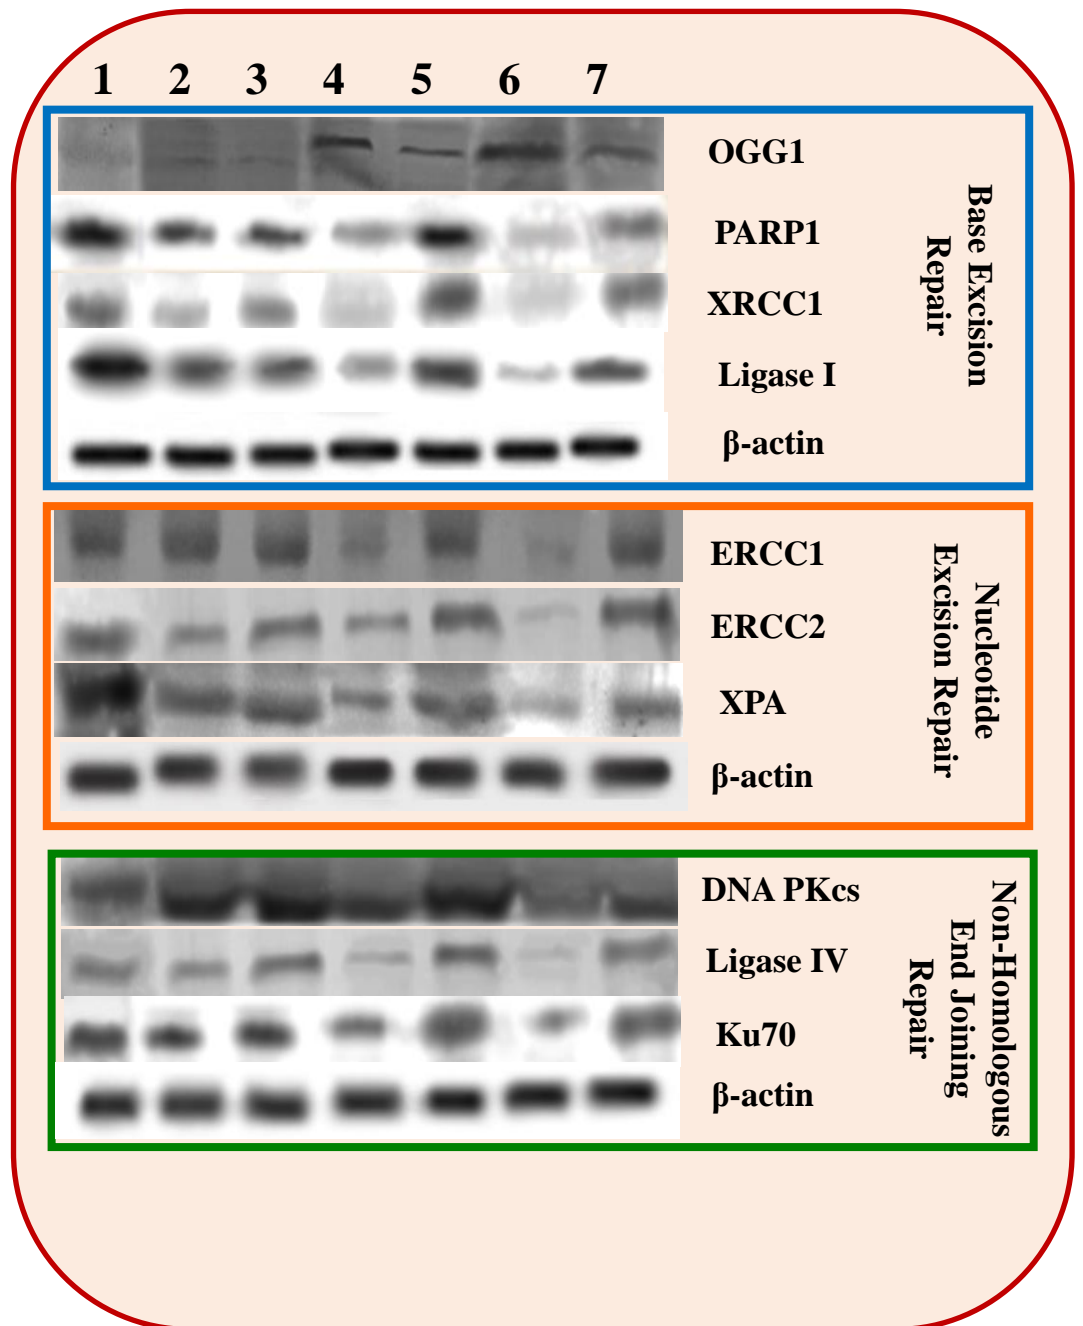 1 2 3 4 5 6 7
OGG1
PARP1
XRCC1
Ligase I
β-actin
Base Excision
Repair
ERCC1
ERCC2
XPA
β-actin
Nucleotide
Excision Repair
DNA PKcs
Ligase IV
Ku70
β-actin
Non-Homologous
End Joining
Repair